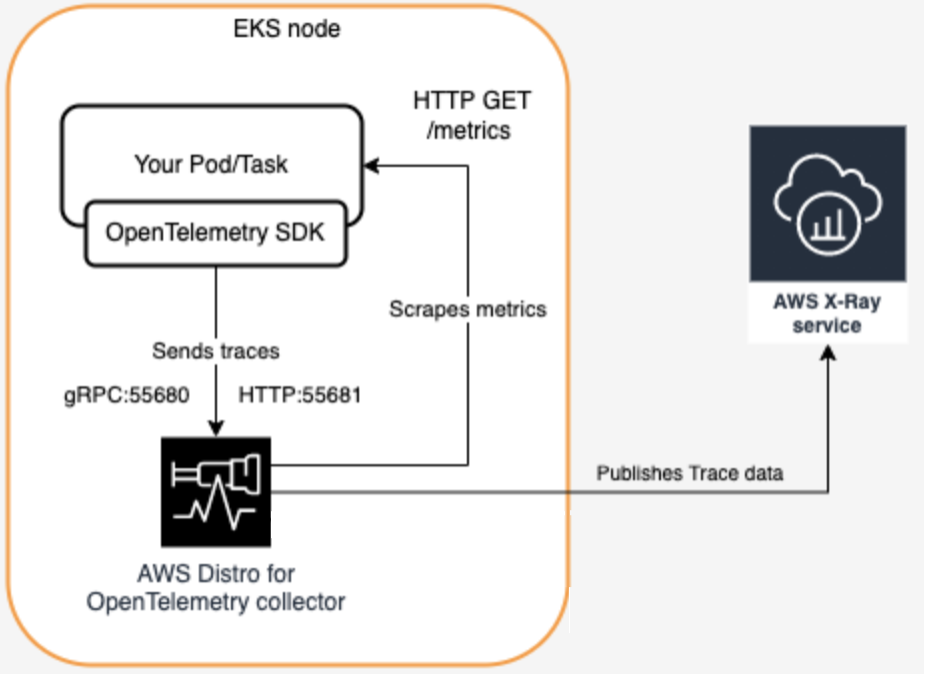 EKS node
HTTP GET
/metrics
Your Pod/Task
OpenTelemetry SDK
Scrapes metrics
AWS X-Ray
service
Sends traces
gRPC:55680
HTTP:55681
Publishes Trace data
AWS Distro for
OpenTelemetry collector